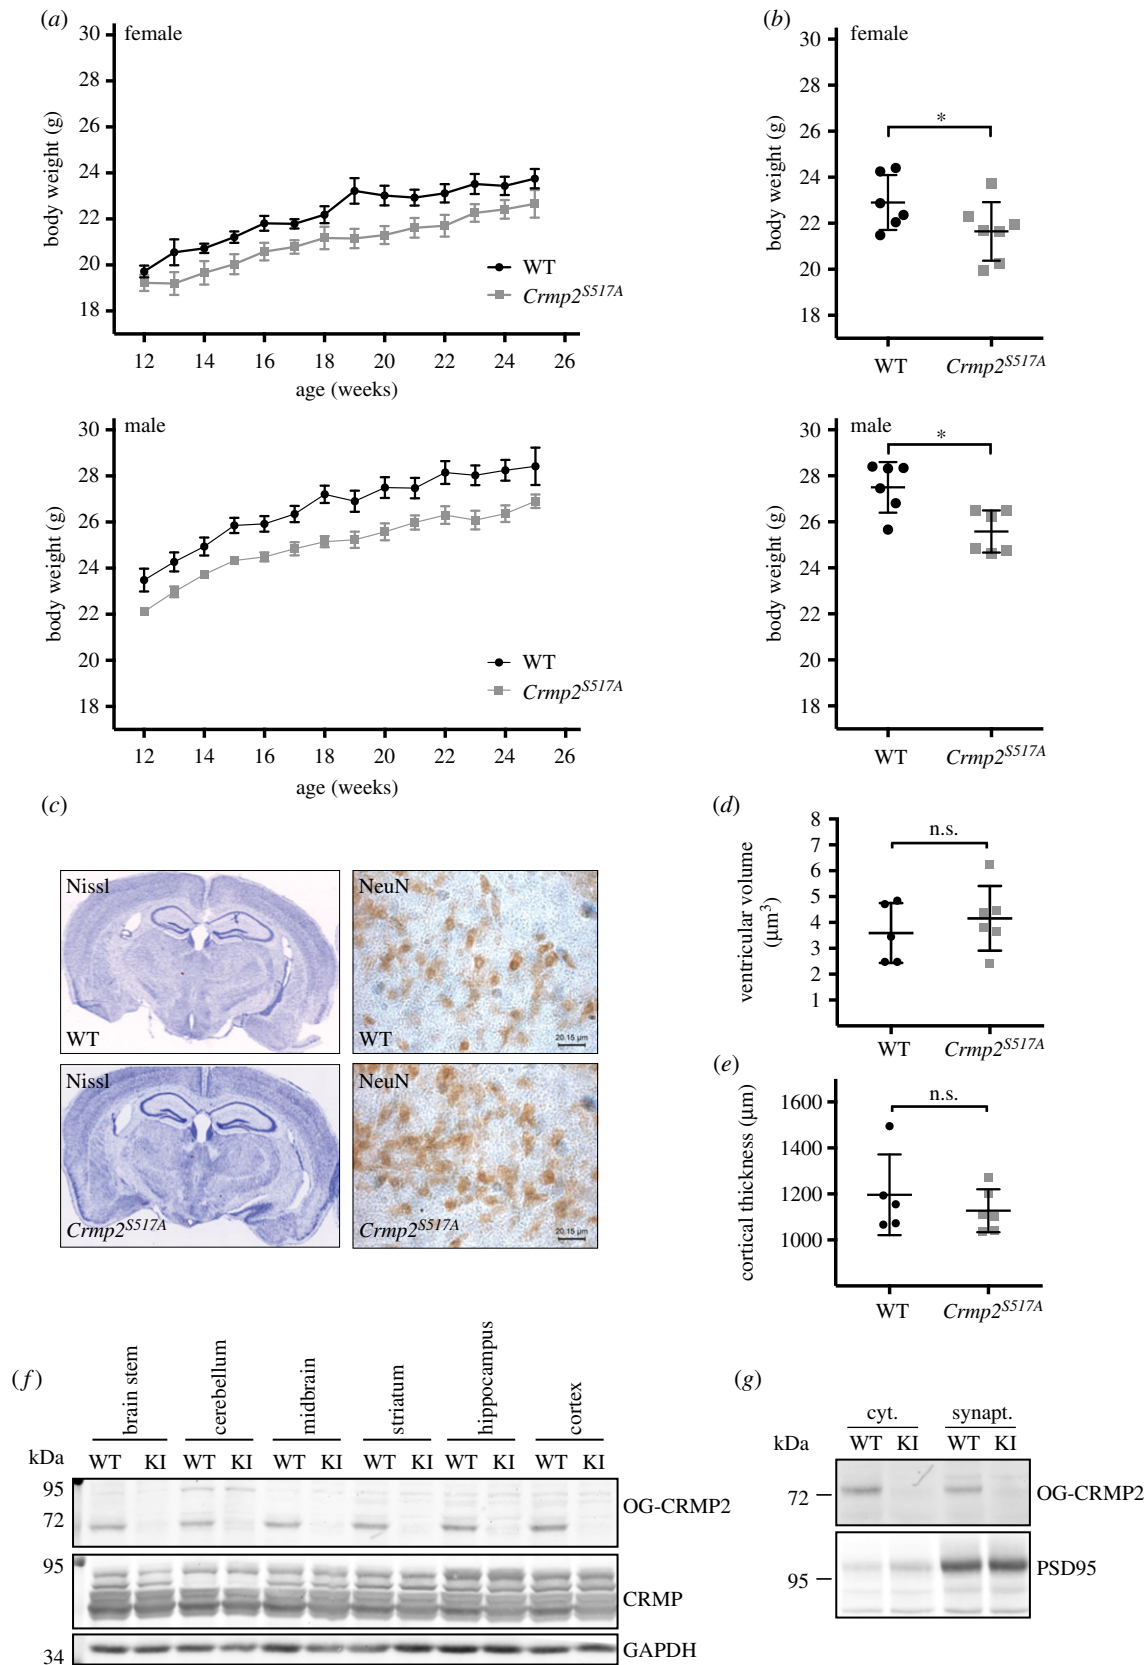 (a)
female
body weight (g)
30
28
26
24
22
20
18
WT
Crmp2S517A
12 14 16 18 20 22 24 26
age (weeks)
male
body weight (g)
30
28
26
24
22
20
18
WT
Crmp2S517A
12 14 16 18 20 22 24 26
age (weeks)
(b)
female
body weight (g)
30
28
26
24
22
20
18
*
WT Crmp2S517A
male
body weight (g)
30
28
26
24
22
20
18
*
WT Crmp2S517A
(c)
Nissl
WT
NeuN
WT
20.15 µm
Nissl
Crmp2S517A
NeuN
Crmp2S517A
20.15 µm
(d)
ventricular volume
(µm3)
8
7
6
5
4
3
2
1
n.s.
WT Crmp2S517A
(e)
cortical thickness (µm)
1600
1400
1200
1000
n.s.
WT Crmp2S517A
(f)
brain stem cerebellum midbrain striatum hippocampus cortex
kDa WT KI WT KI WT KI WT KI WT KI WT KI
95
72
OG-CRMP2
95
CRMP
34
GAPDH
(g)
cyt. synapt.
kDa WT KI WT KI
72
OG-CRMP2
95
PSD95